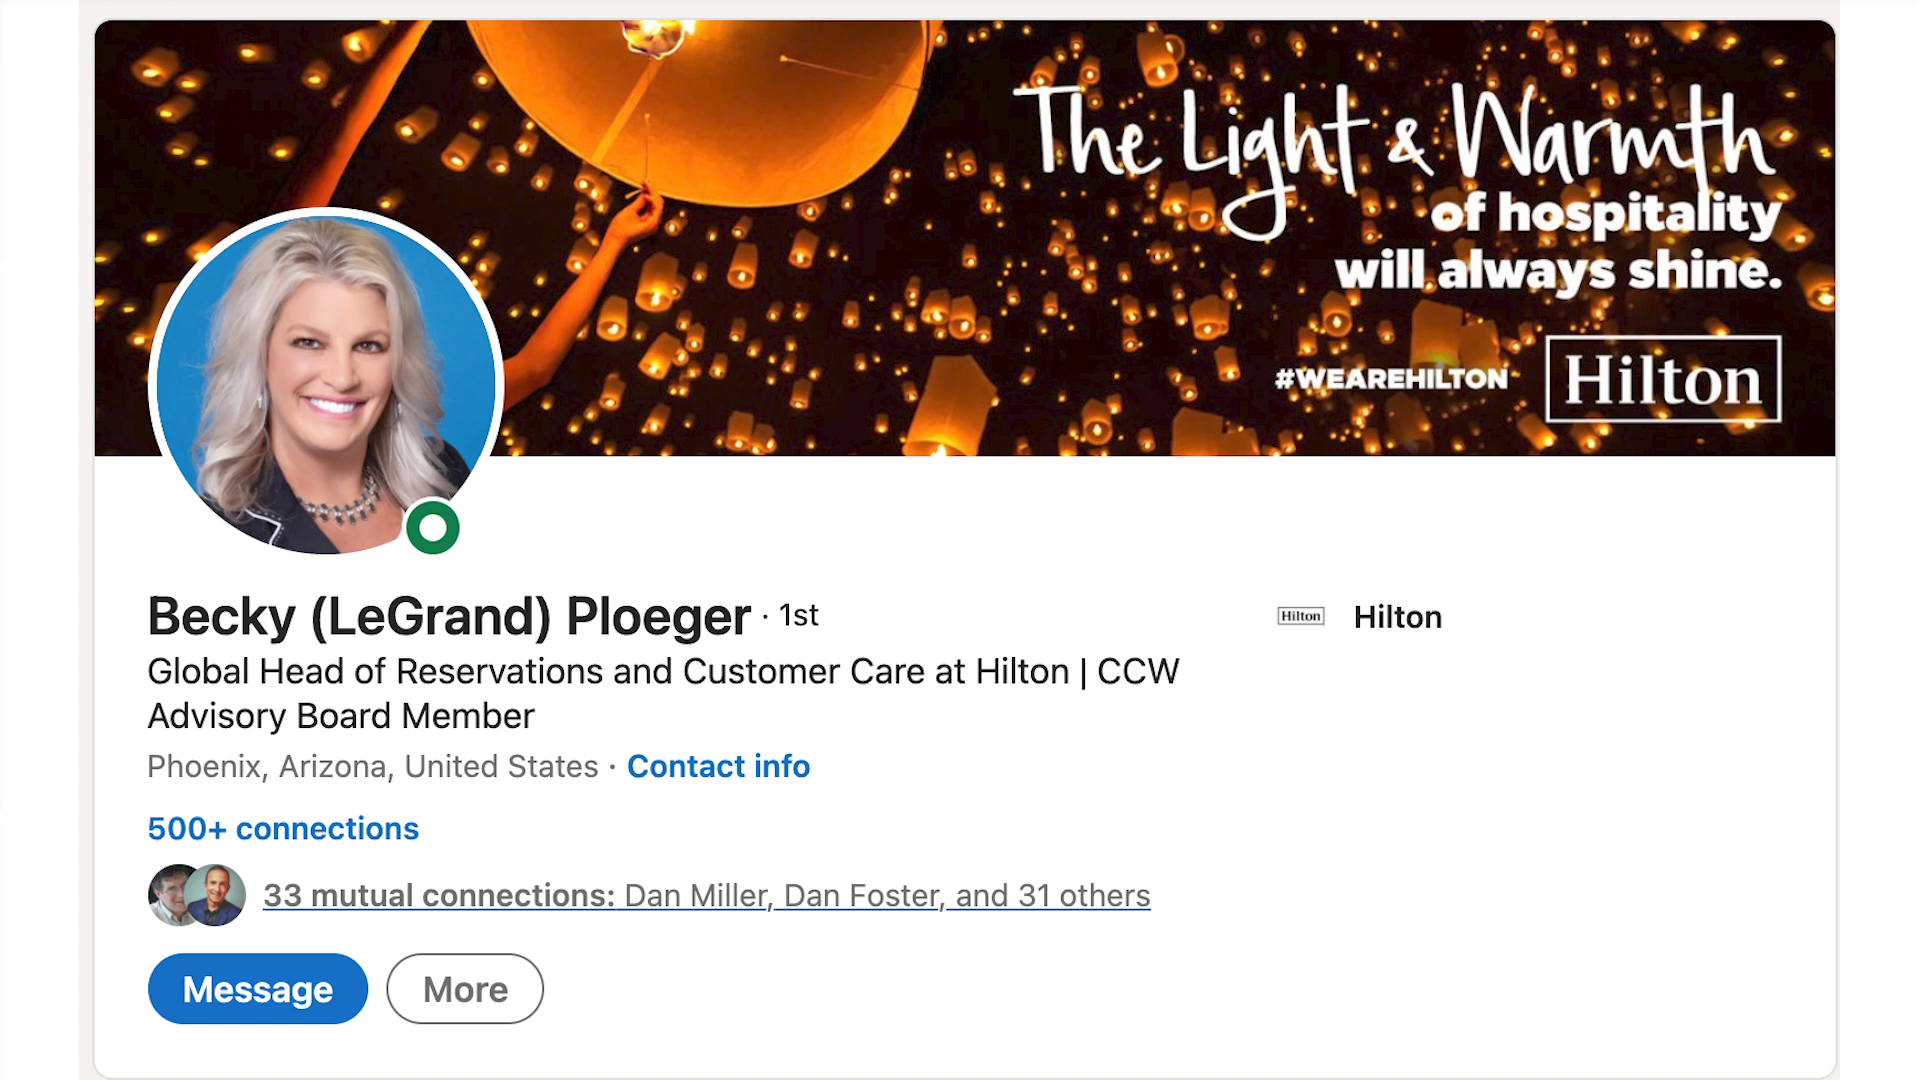 The Light & Warmth
of hospitality
will always shine.
#WEAREHILTON
Hilton
Becky (LeGrand) Ploeger · 1st
Hilton
Hilton
Global Head of Reservations and Customer Care at Hilton | CCW
Advisory Board Member
Phoenix, Arizona, United States · Contact info
500+ connections
33 mutual connections: Dan Miller, Dan Foster, and 31 others
Message
More